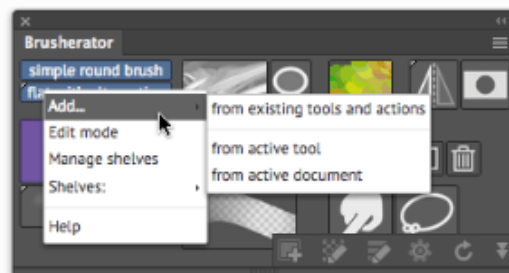 Brusherator
simple round brush
Add...
from existing tools and actions
Edit mode
from active tool
Manage shelves
from active document
Shelves:
Help